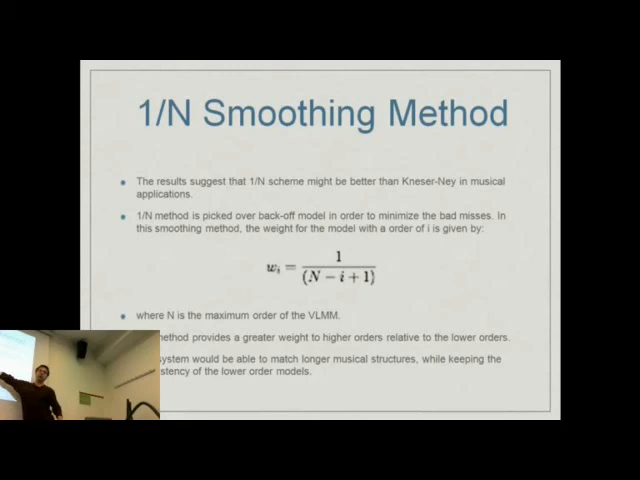 1/N Smoothing Method
The results suggest that 1/N scheme might be better than Kneser-Ney in musical
applications.
1/N method is picked over back-off model in order to minimize the bad misses. In
this smoothing method, the weight for the model with a order of i is given by:
wᵢ = 1 / (N − i + 1)
where N is the maximum order of the VLMM.
method provides a greater weight to higher orders relative to the lower orders.
system would be able to match longer musical structures, while keeping the
stency of the lower order models.